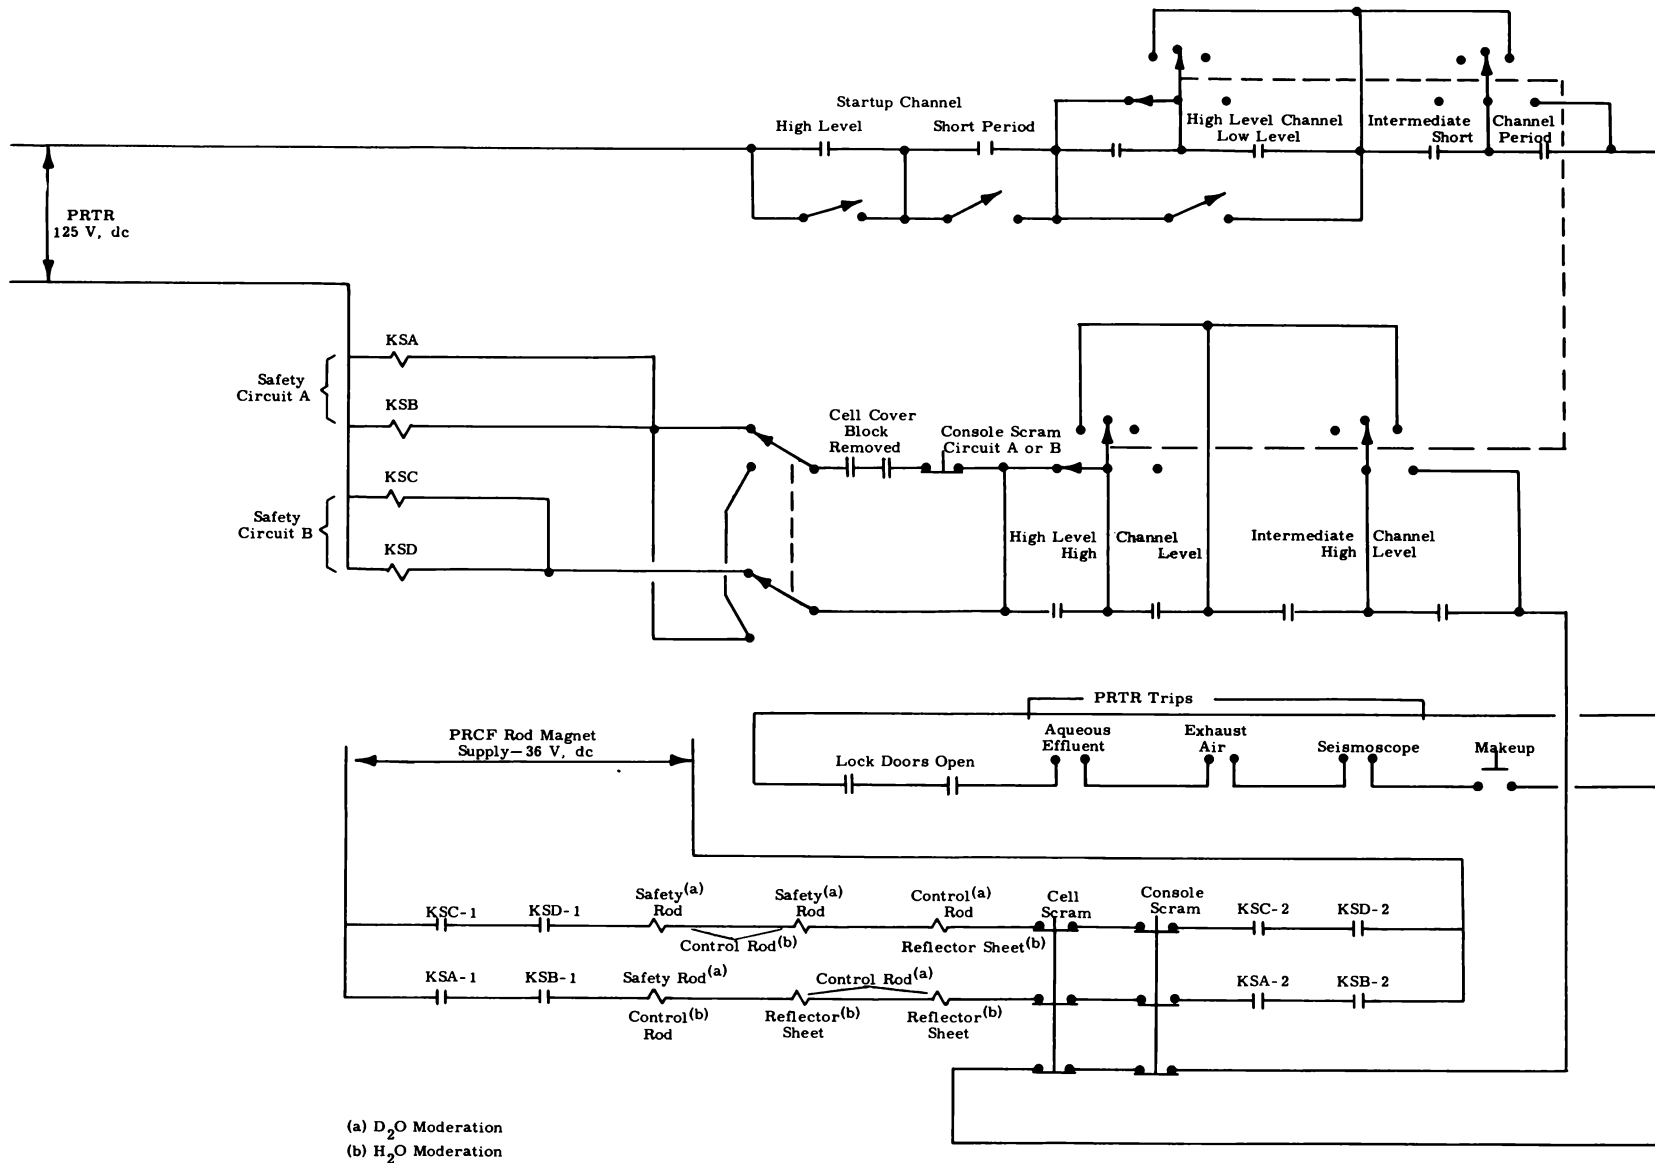 Startup Channel
High Level
Short Period
High Level Channel
Low Level
Intermediate
Short
Channel
Period
PRTR
125 V, dc
KSA
Safety
Circuit A
KSB
KSC
Safety
Circuit B
KSD
Cell Cover
Block
Removed
Console Scram
Circuit A or B
High Level
High
Channel
Level
Intermediate
High
Channel
Level
PRTR Trips
PRCF Rod Magnet
Supply—36 V, dc
Lock Doors Open
Aqueous
Effluent
Exhaust
Air
Seismoscope
Makeup
KSC-1
KSD-1
Safety(a)
Rod
Control Rod(b)
Safety(a)
Rod
Control(a)
Rod
Reflector Sheet(b)
Cell
Scram
Console
Scram
KSC-2
KSD-2
KSA-1
KSB-1
Safety Rod(a)
Control(b)
Rod
Control Rod(a)
Reflector(b)
Sheet
Reflector(b)
Sheet
KSA-2
KSB-2
(a) D2O Moderation
(b) H2O Moderation